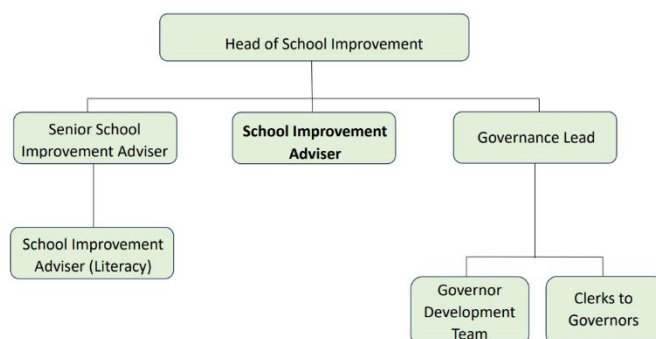 Head of School Improvement
Senior School
Improvement Adviser
School Improvement
Adviser
Governance Lead
School Improvement
Adviser (Literacy)
Governor
Development
Team
Clerks to
Governors